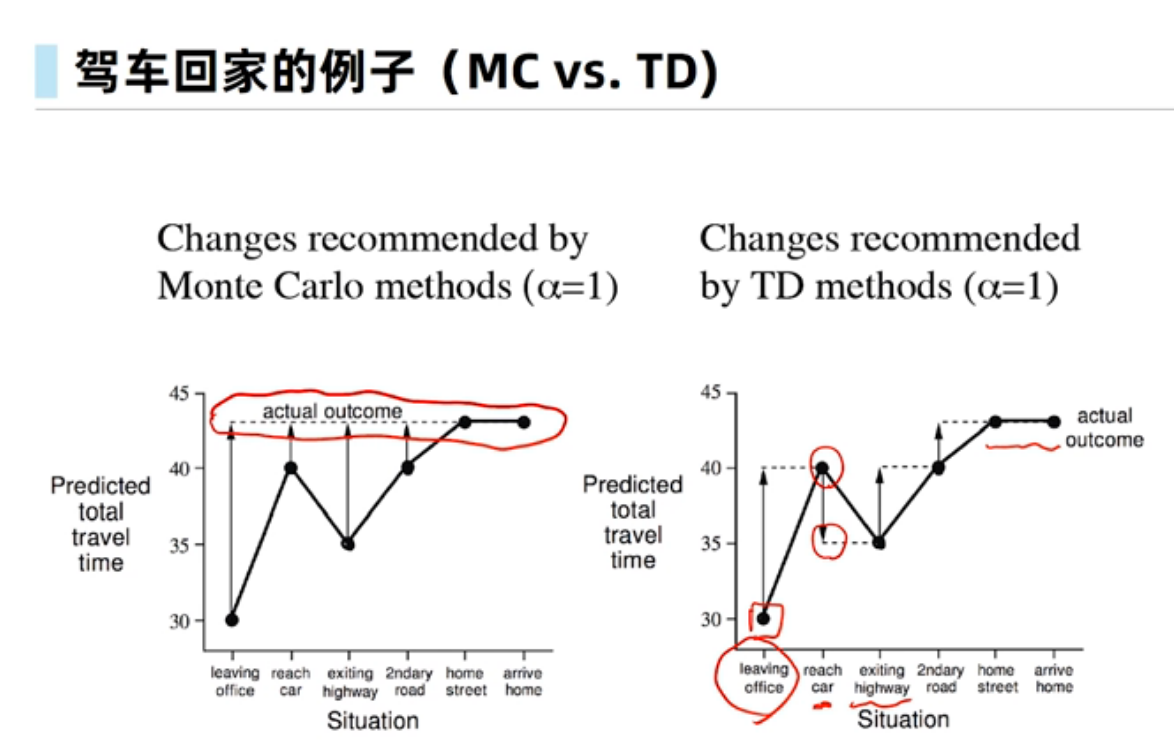 驾车回家的例子（MC vs. TD)
Changes recommended by
Monte Carlo methods (α=1)
45
40
35
30
actual outcome
Predicted
total
travel
time
leaving
office
reach
car
exiting
highway
2ndary
road
home
street
arrive
home
Situation
Changes recommended
by TD methods (α=1)
45
40
35
30
actual
outcome
Predicted
total
travel
time
leaving
office
reach
car
exiting
highway
2ndary
road
home
street
arrive
home
Situation